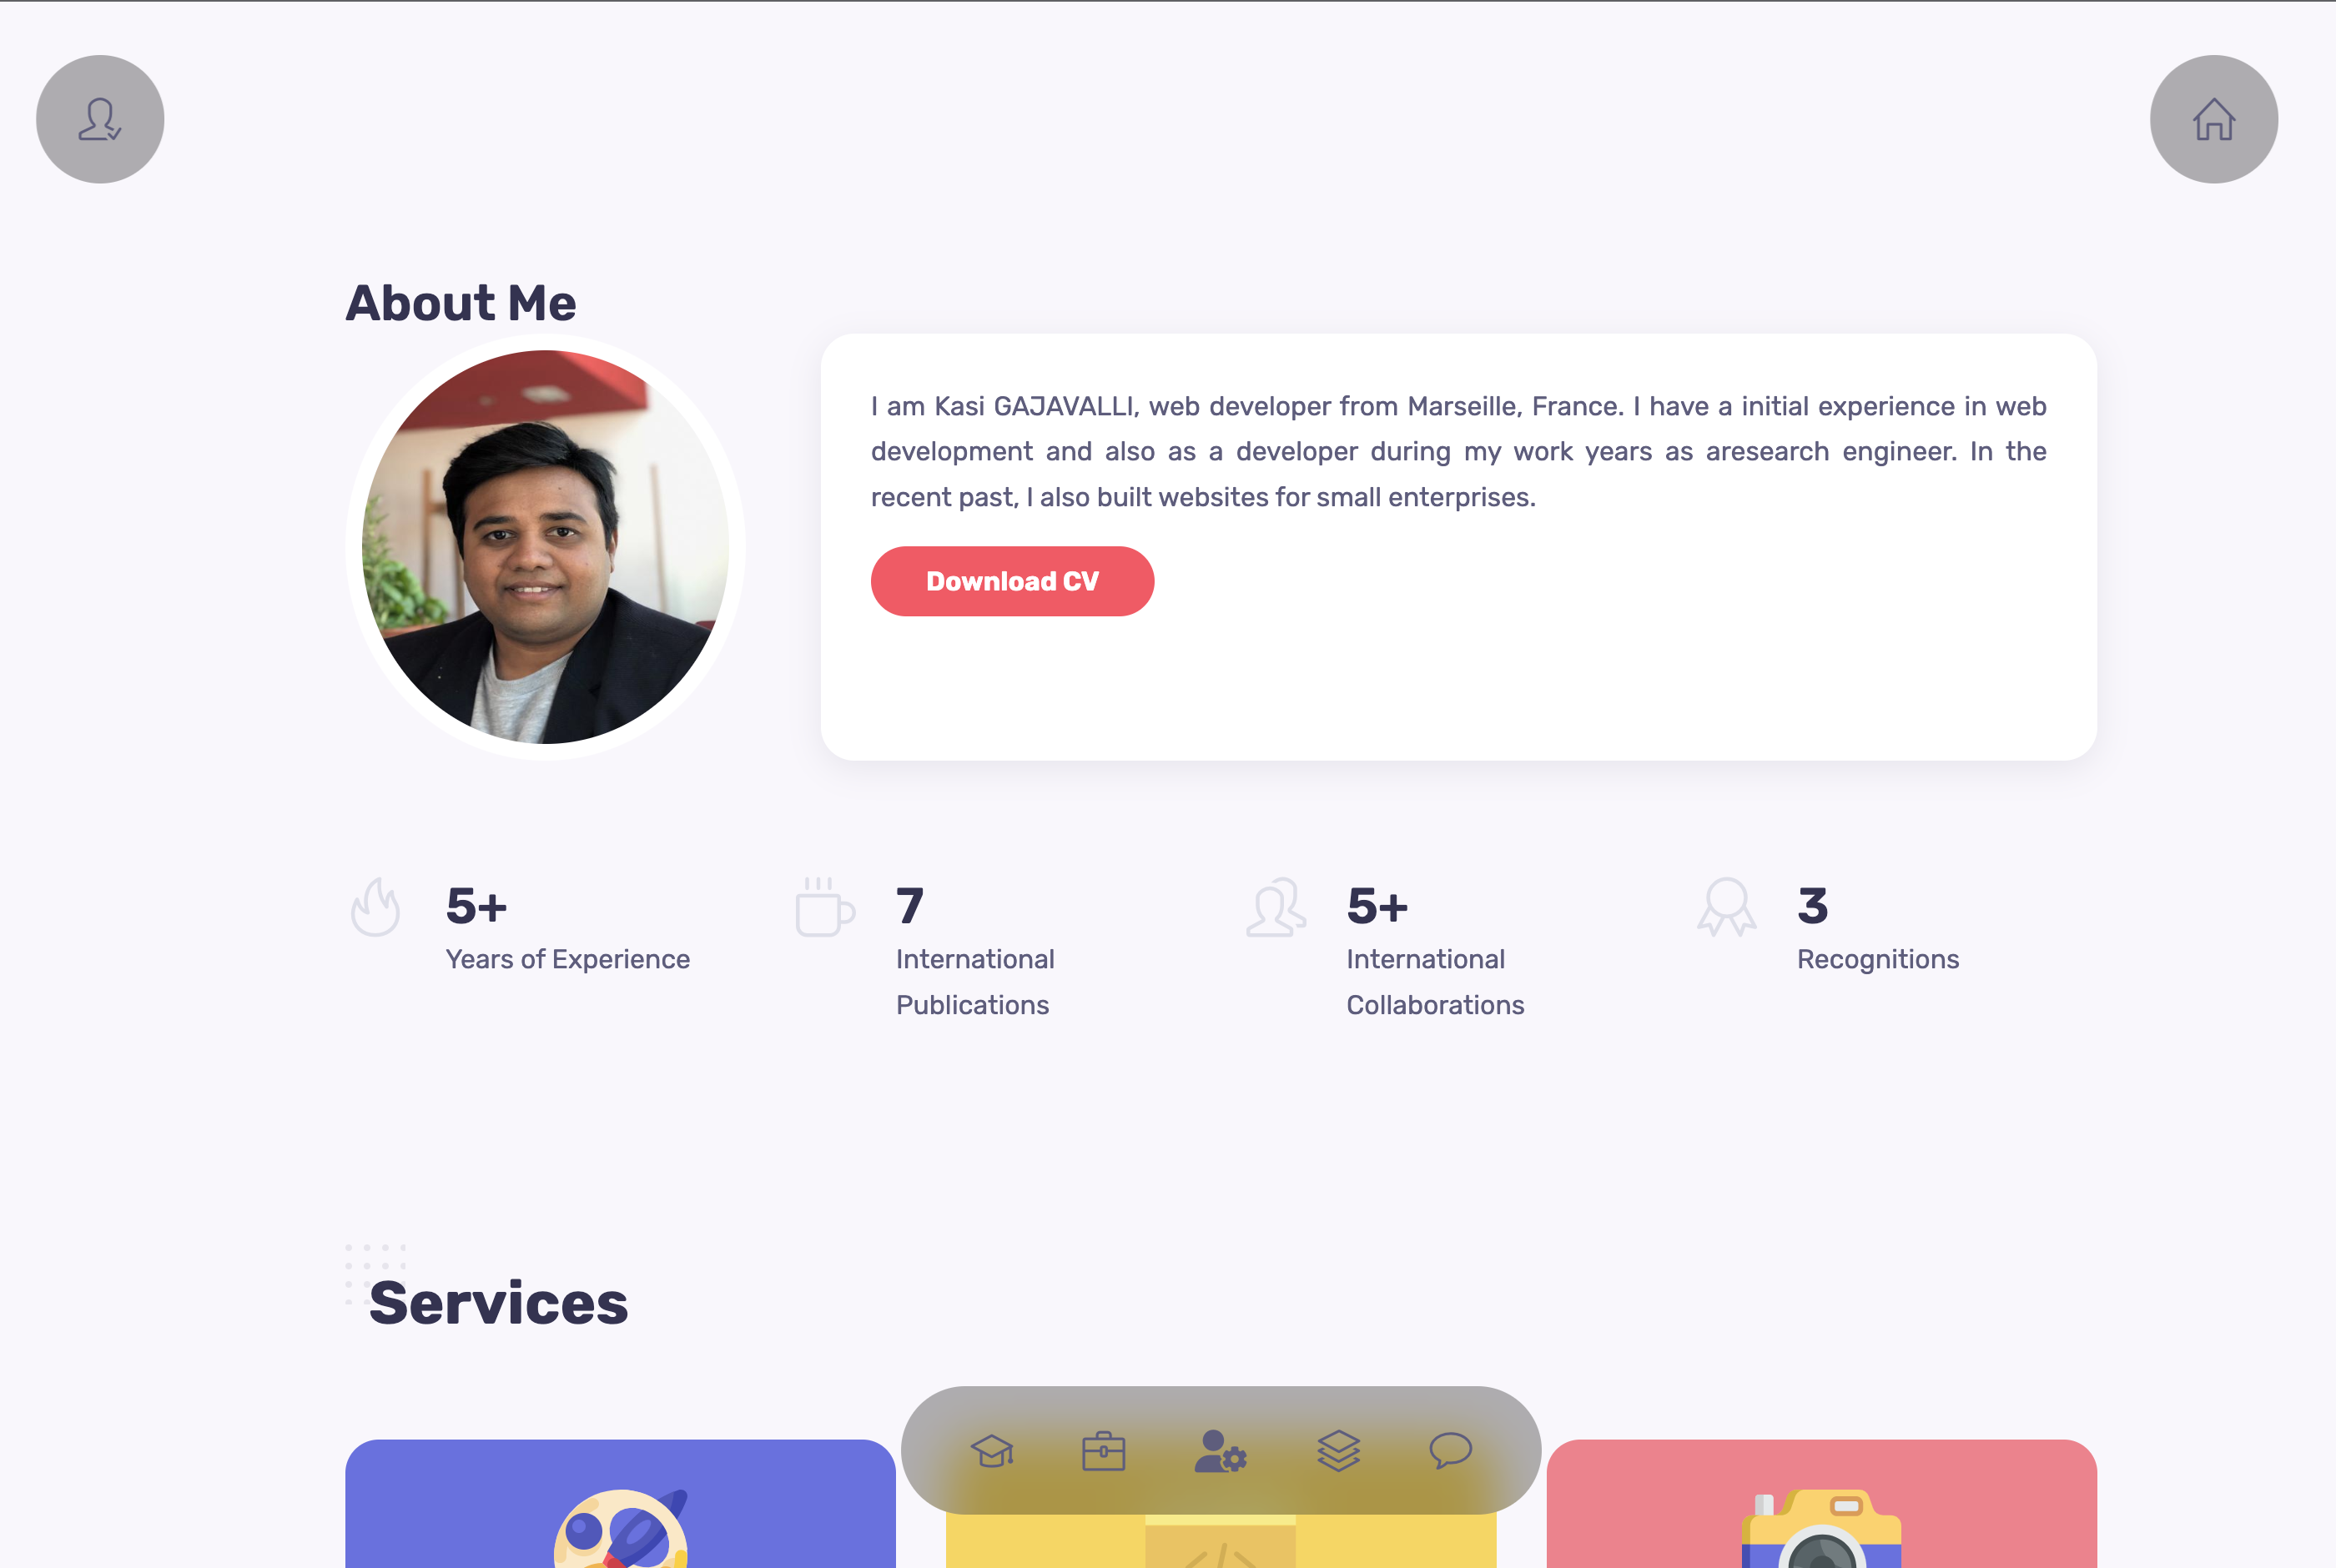 About Me
I am Kasi GAJAVALLI, web developer from Marseille, France. I have a initial experience in web
development and also as a developer during my work years as aresearch engineer. In the
recent past, I also built websites for small enterprises.
Download CV
5+
Years of Experience
7
International
Publications
5+
International
Collaborations
3
Recognitions
Services